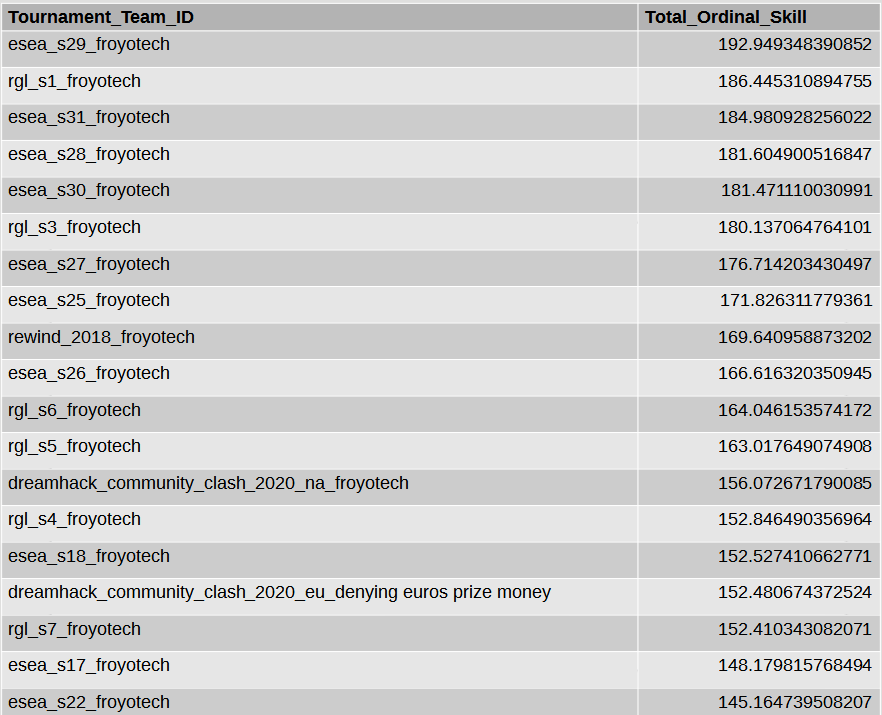 Tournament_Team_ID Total_Ordinal_Skill
esea_s29_froyotech 192.949348390852
rgl_s1_froyotech 186.445310894755
esea_s31_froyotech 184.980928256022
esea_s28_froyotech 181.604900516847
esea_s30_froyotech 181.471110030991
rgl_s3_froyotech 180.137064764101
esea_s27_froyotech 176.714203430497
esea_s25_froyotech 171.826311779361
rewind_2018_froyotech 169.640958873202
esea_s26_froyotech 166.616320350945
rgl_s6_froyotech 164.046153574172
rgl_s5_froyotech 163.017649074908
dreamhack_community_clash_2020_na_froyotech 156.072671790085
rgl_s4_froyotech 152.846490356964
esea_s18_froyotech 152.527410662771
dreamhack_community_clash_2020_eu_denying euros prize money 152.480674372524
rgl_s7_froyotech 152.410343082071
esea_s17_froyotech 148.179815768494
esea_s22_froyotech 145.164739508207